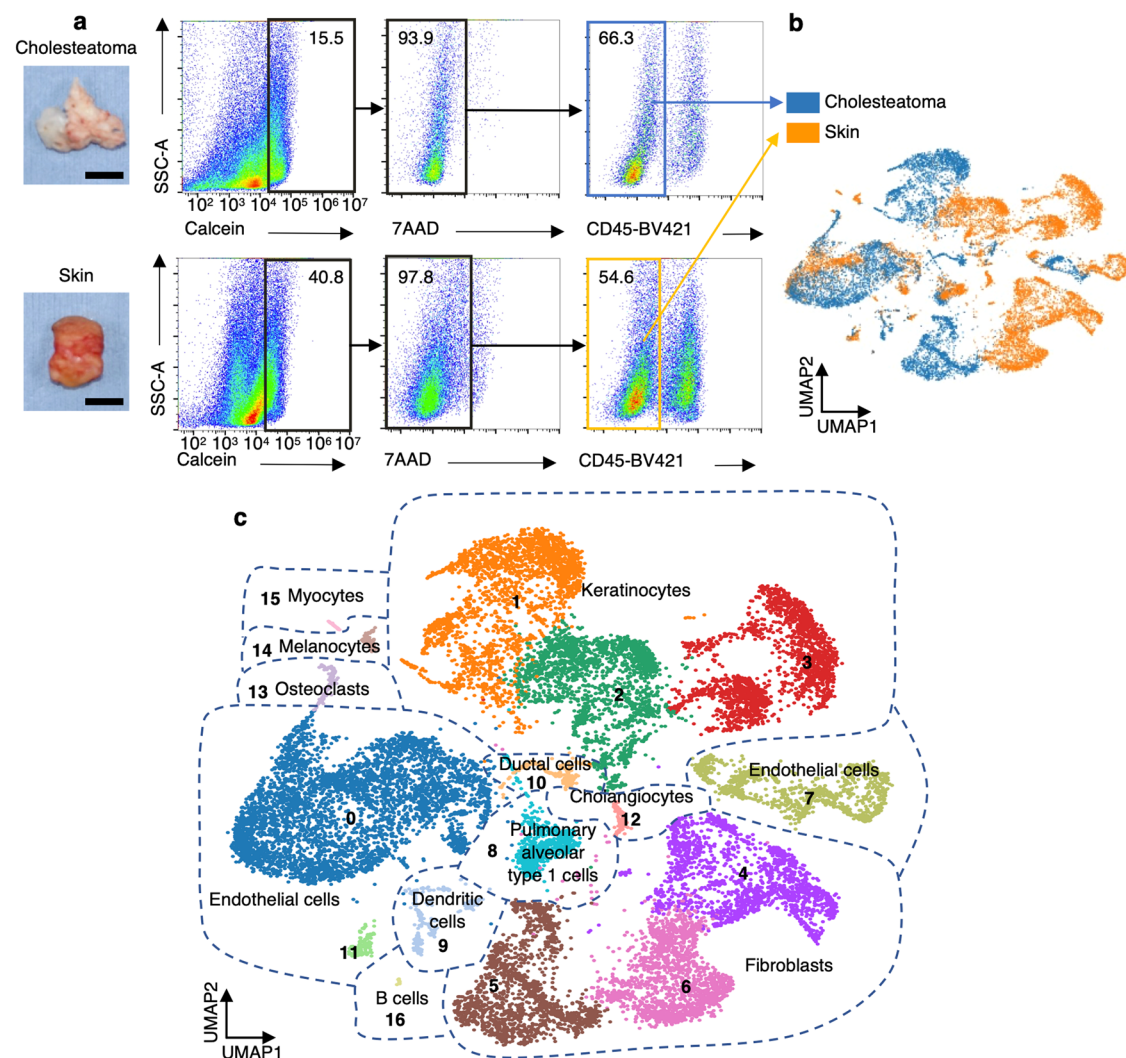 a
Cholesteatoma
15.5
93.9
66.3
SSC-A
10² 10³ 10⁴ 10⁵ 10⁶ 10⁷
Calcein
7AAD
CD45-BV421
Skin
40.8
97.8
54.6
SSC-A
10² 10³ 10⁴ 10⁵ 10⁶ 10⁷
Calcein
7AAD
CD45-BV421
b
Cholesteatoma
Skin
UMAP2
UMAP1
c
15 Myocytes
14 Melanocytes
13 Osteoclasts
1
Keratinocytes
2
3
Ductal cells
10
Endothelial cells
7
Cholangiocytes
12
0
8
Pulmonary
alveolar
type 1 cells
4
Endothelial cells
Dendritic
cells
9
11
5
6
Fibroblasts
B cells
16
UMAP2
UMAP1